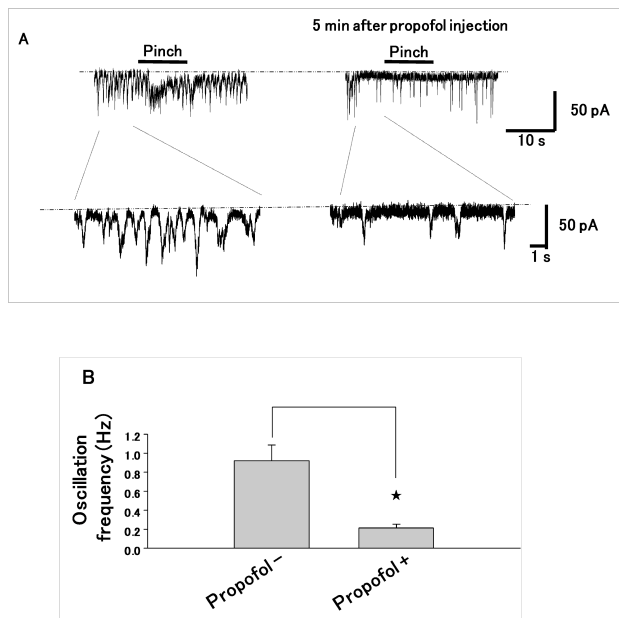 A
5 min after propofol injection
Pinch
Pinch
50 pA
10 s
50 pA
1 s
B
Oscillation
frequency (Hz)
1.2
1.0
0.8
0.6
0.4
0.2
0.0
★
Propofol −
Propofol +